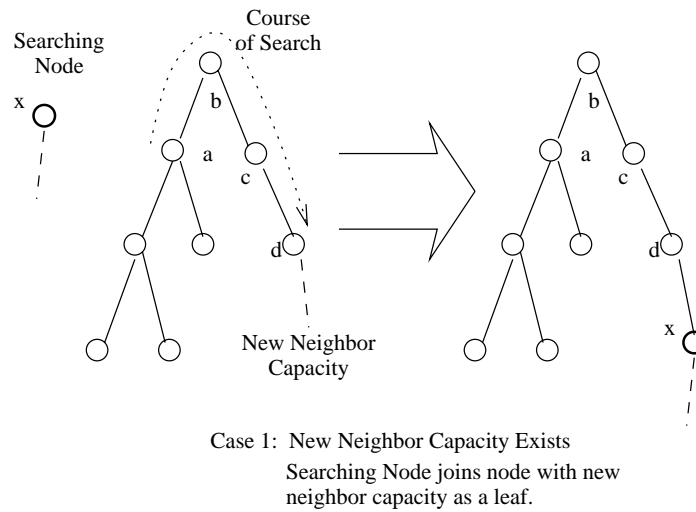 Course
of Search
Searching
Node
x
b
a
c
d
New Neighbor
Capacity
b
a
c
d
x
Case 1: New Neighbor Capacity Exists
Searching Node joins node with new
neighbor capacity as a leaf.